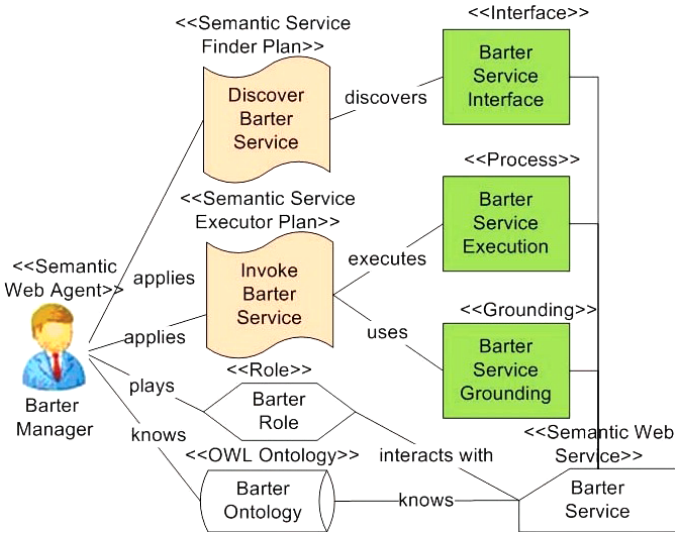 <<Semantic Service
Finder Plan>>
Discover
Barter
Service
discovers
<<Interface>>
Barter
Service
Interface
<<Process>>
Barter
Service
Execution
<<Semantic Service
Executor Plan>>
Invoke
Barter
Service
executes
uses
<<Grounding>>
Barter
Service
Grounding
<<Semantic
Web Agent>>
Barter
Manager
applies
applies
plays
knows
<<Role>>
Barter
Role
interacts with
<<OWL Ontology>>
Barter
Ontology
knows
<<Semantic Web
Service>>
Barter
Service